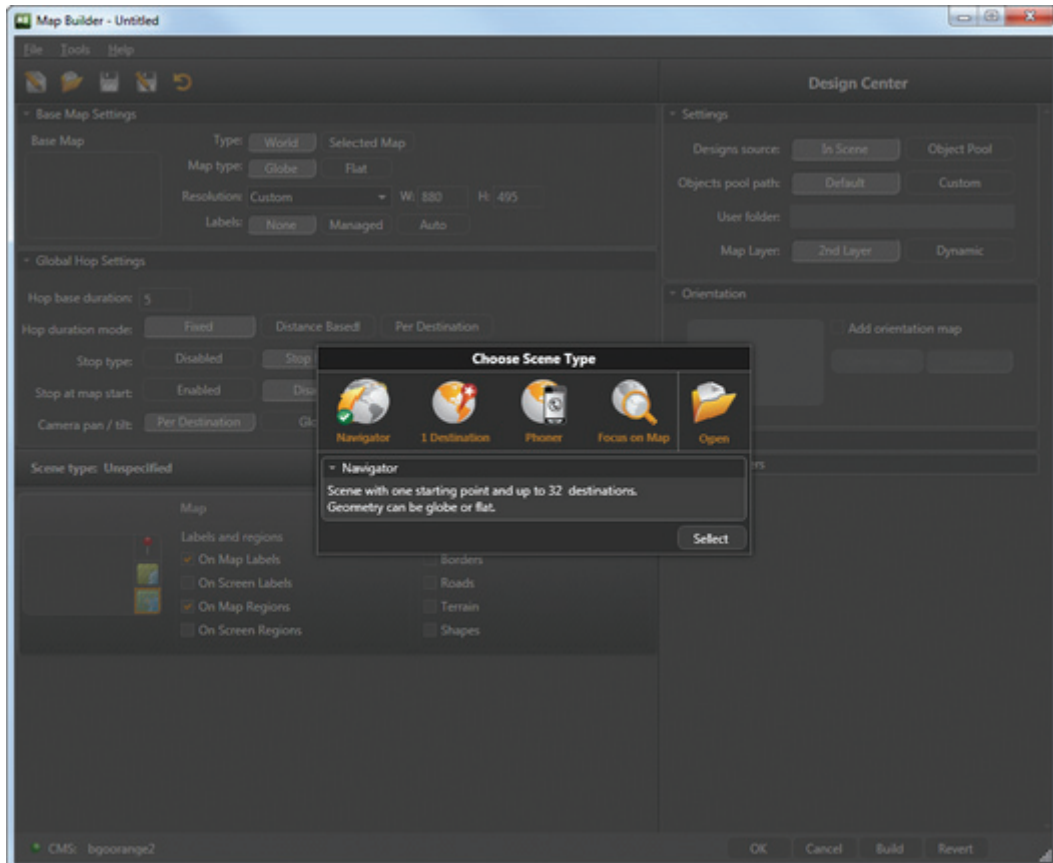 Map Builder - Untitled
File Tools Help
Design Center
Base Map Settings
Base Map
Type: World Selected Map
Map type: Globe Flat
Resolution: Custom W: 880 H: 495
Labels: None Managed Auto
Global Hop Settings
Hop base duration: 5
Hop duration mode: Fixed Distance Based! Per Destination
Stop type: Disabled Stop
Stop at map start: Enabled
Camera pan / tilt: Per Destination
Scene type: Unspecified
Map
Labels and regions
On Map Labels Borders
On Screen Labels Roads
On Map Regions Terrain
On Screen Regions Shapes
Settings
Designs source: In Scene Object Pool
Objects pool path: Default Custom
User folder:
Map Layer: 2nd Layer Dynamic
Orientation
Add orientation map
Choose Scene Type
Navigator 1 Destination Phoner Focus on Map Open
Navigator
Scene with one starting point and up to 32 destinations.
Geometry can be globe or flat.
Select
CMS: bgoorange2
OK Cancel Build Revert